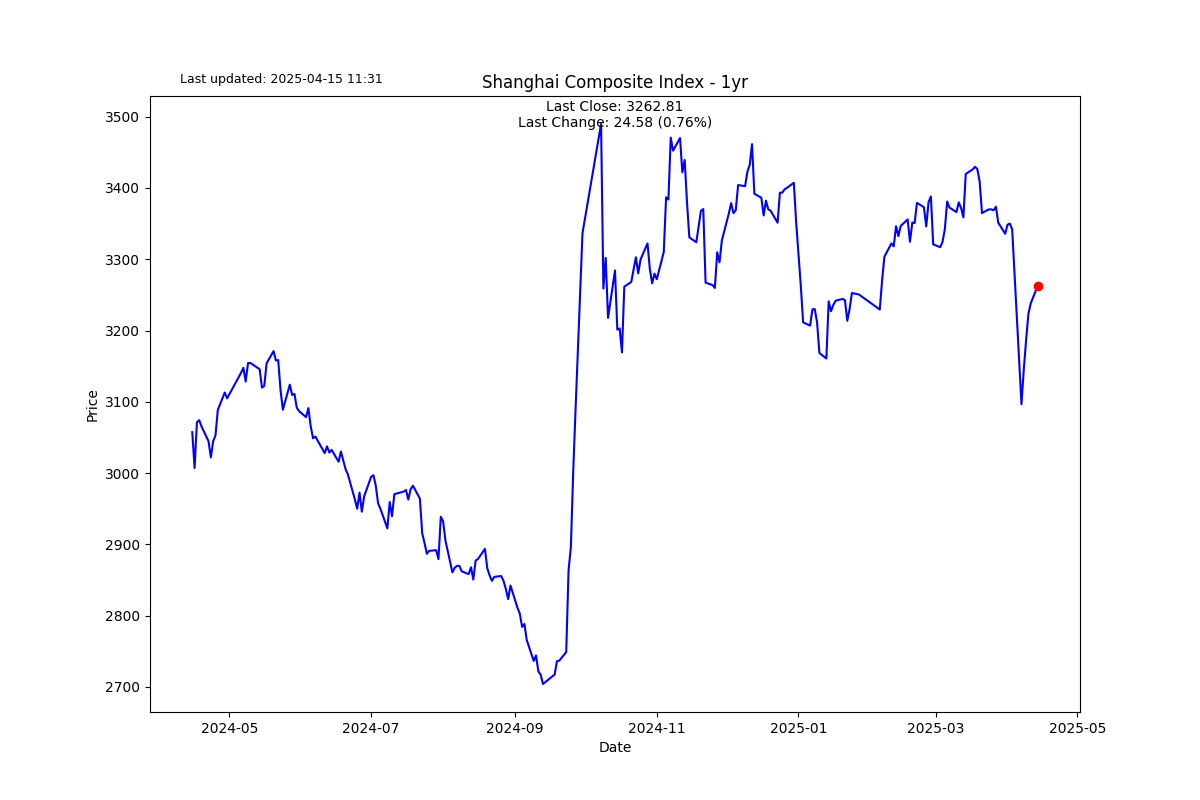 Last updated: 2025-04-15 11:31
Shanghai Composite Index - 1yr
Last Close: 3262.81
Last Change: 24.58 (0.76%)
3500
3400
3300
3200
3100
3000
2900
2800
2700
Price
2024-05
2024-07
2024-09
2024-11
2025-01
2025-03
2025-05
Date